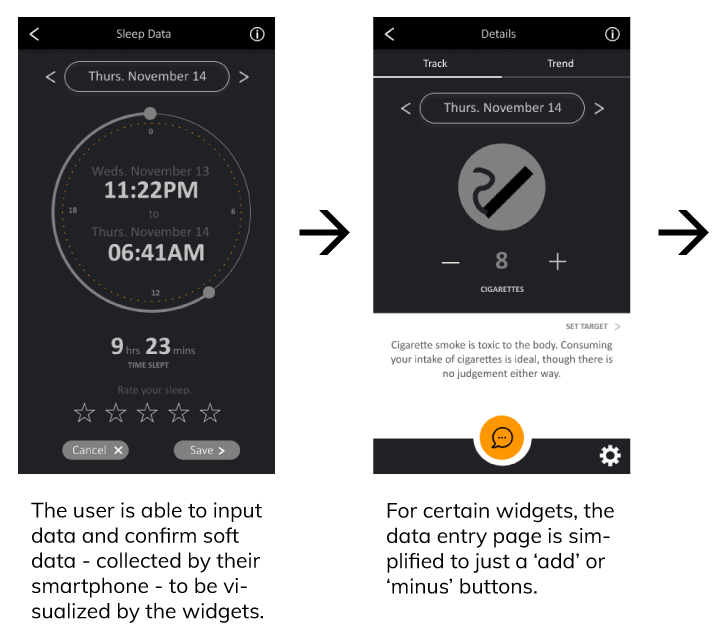 Sleep Data
Thurs. November 14
0
Weds. November 13
11:22PM
18
to
6
Thurs. November 14
06:41AM
12
9 hrs 23 mins
TIME SLEPT
Rate your sleep.
Cancel
Save
The user is able to input
data and confirm soft
data - collected by their
smartphone - to be vi-
sualized by the widgets.
Details
Track
Trend
Thurs. November 14
8
CIGARETTES
SET TARGET
Cigarette smoke is toxic to the body. Consuming
your intake of cigarettes is ideal, though there is
no judgement either way.
For certain widgets, the
data entry page is sim-
plified to just a ‘add’ or
‘minus’ buttons.